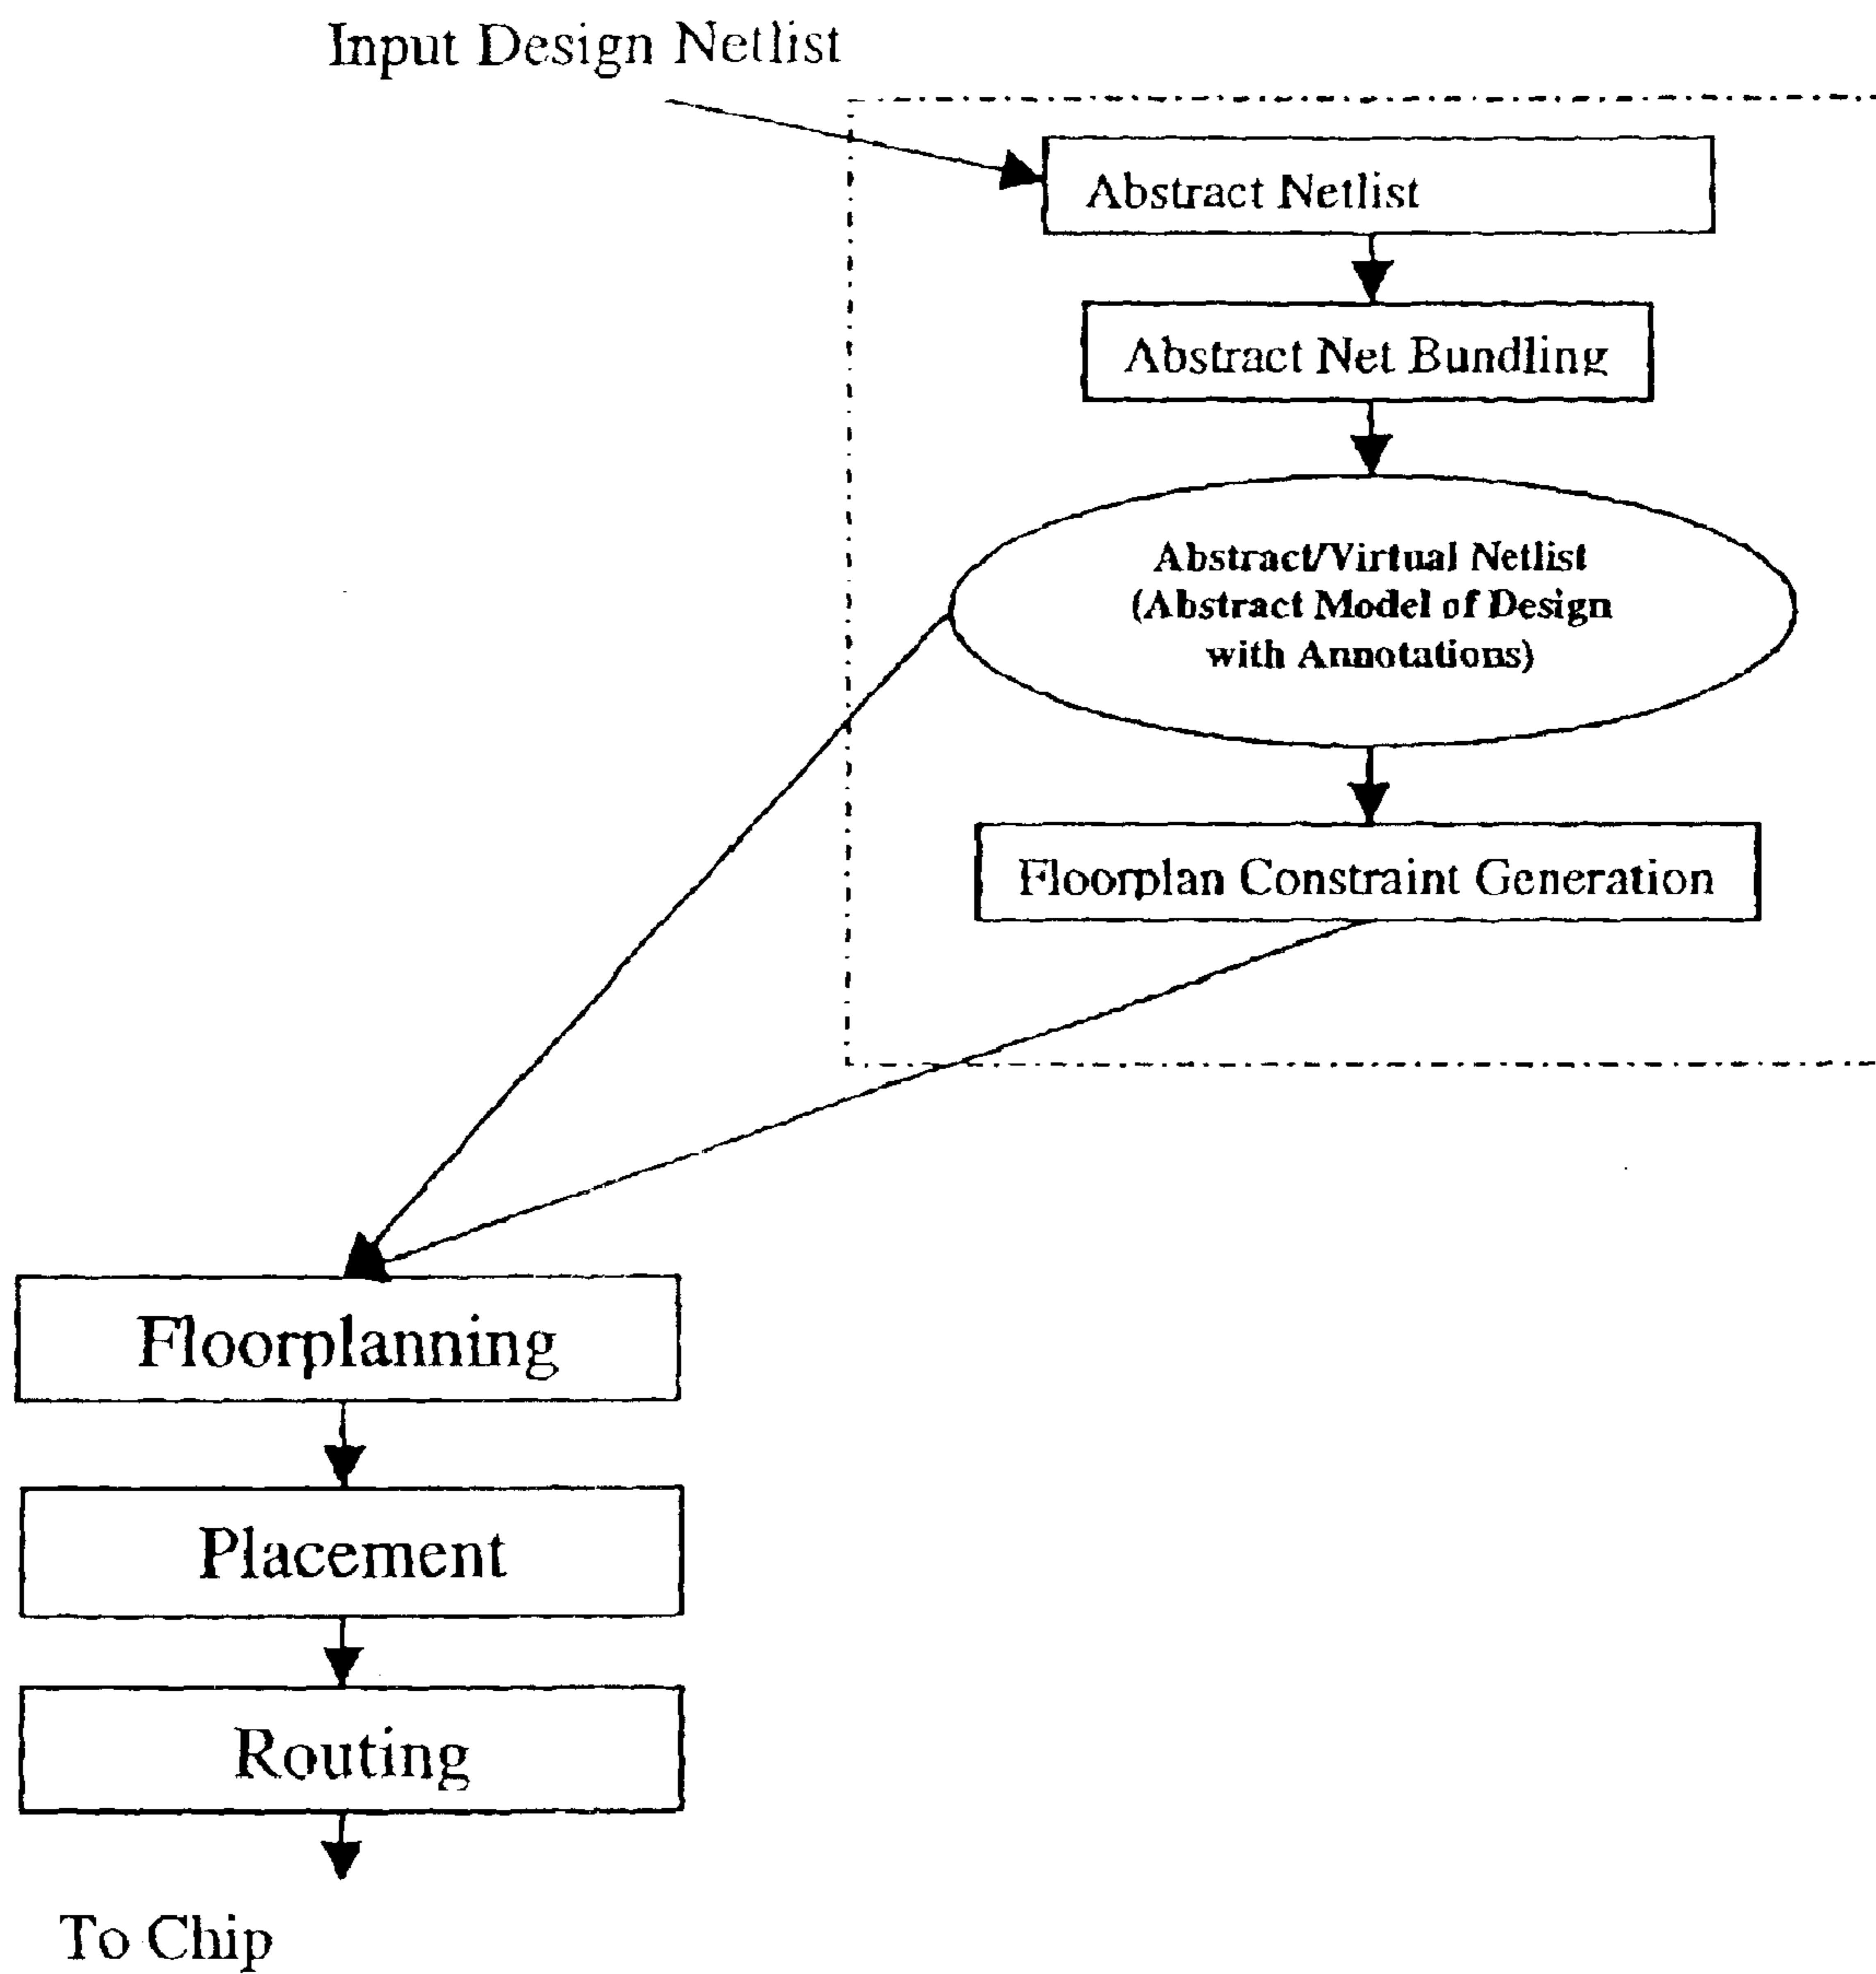 Input Design Netlist
Abstract Netlist
Abstract Net Bundling
Abstract/Virtual Netlist
(Abstract Model of Design
with Annotations)
Floorplan Constraint Generation
Floorplanning
Placement
Routing
To Chip